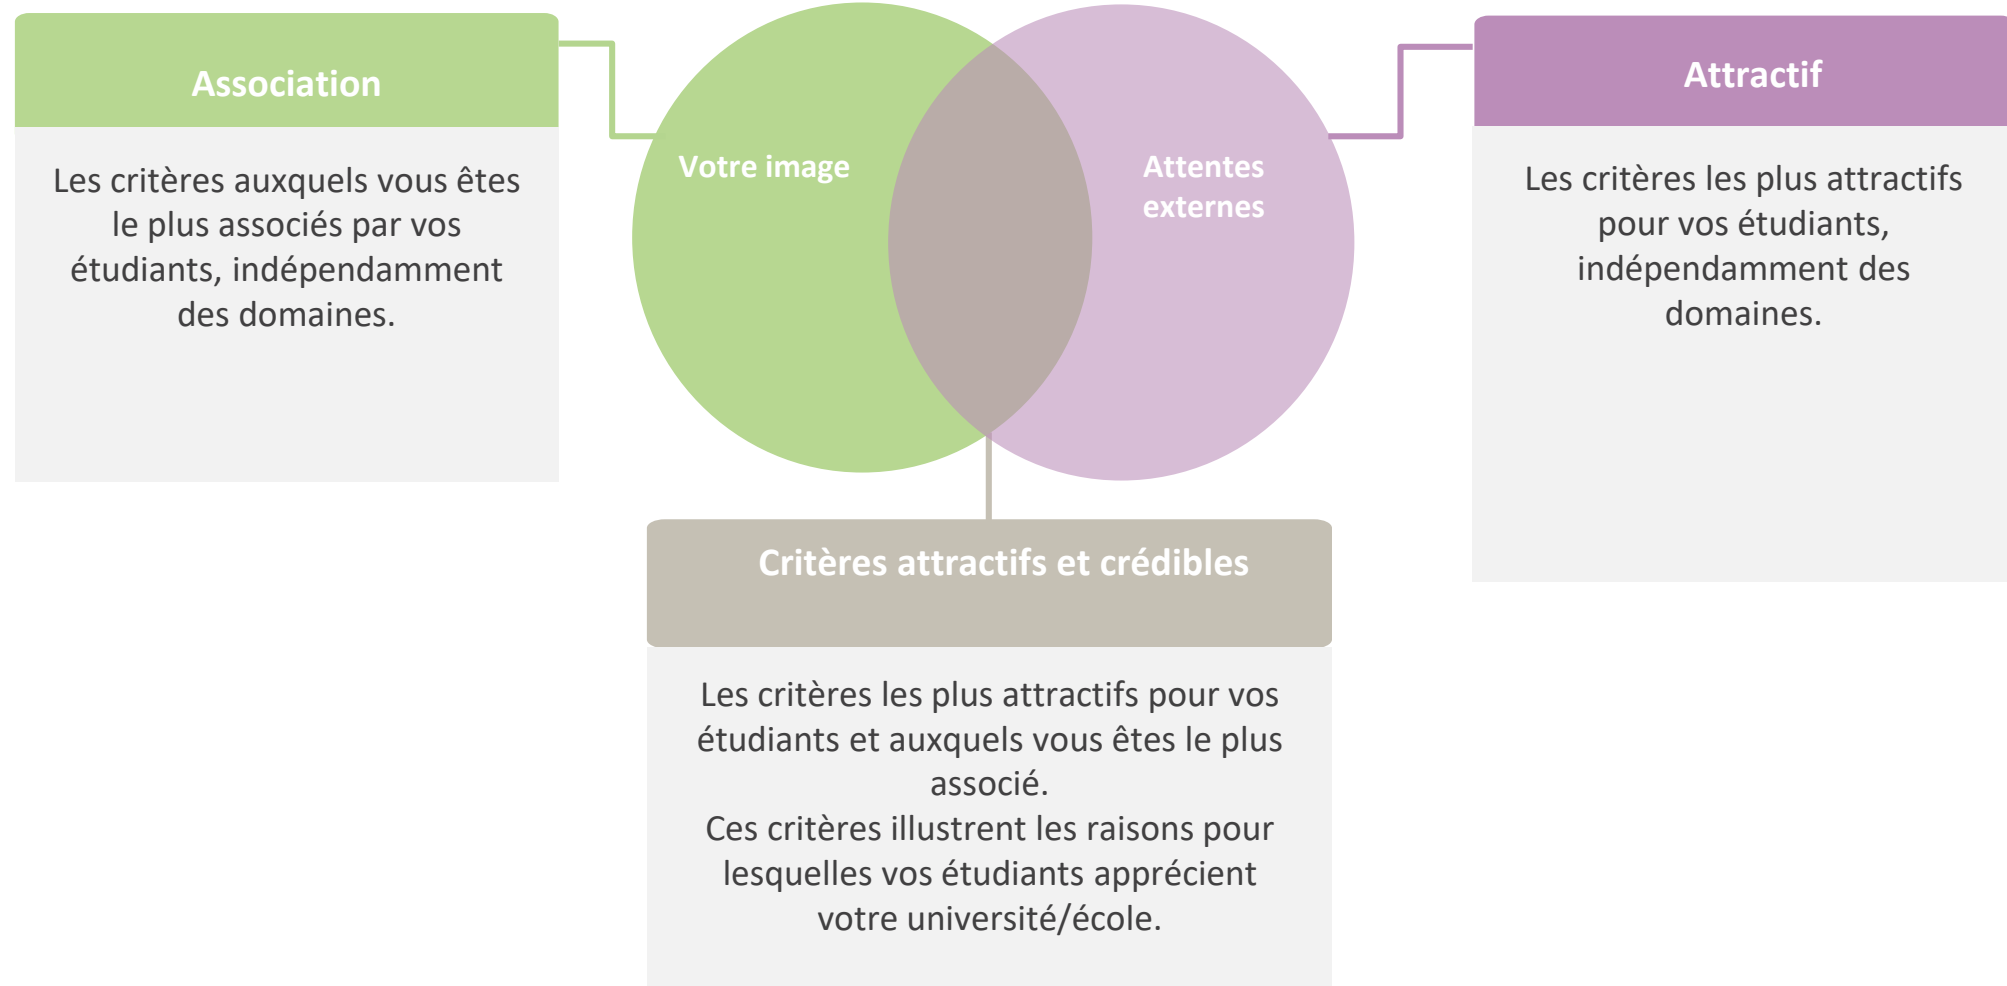 Association
Les critères auxquels vous êtes
le plus associés par vos
étudiants, indépendamment
des domaines.
Votre image
Attentes
externes
Attractif
Les critères les plus attractifs
pour vos étudiants,
indépendamment des
domaines.
Critères attractifs et crédibles
Les critères les plus attractifs pour vos
étudiants et auxquels vous êtes le plus
associé.
Ces critères illustrent les raisons pour
lesquelles vos étudiants apprécient
votre université/école.